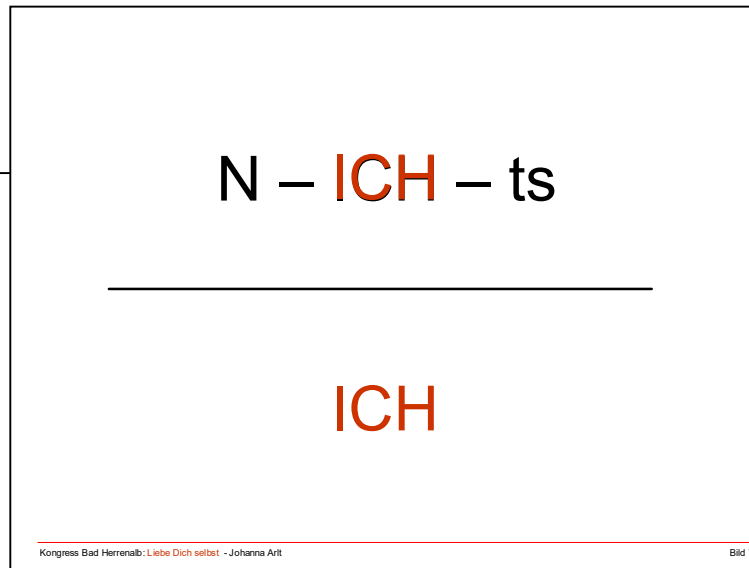 N – ICH – ts
ICH
Kongress Bad Herrenalb: Liebe Dich selbst - Johanna Arlt
Bild